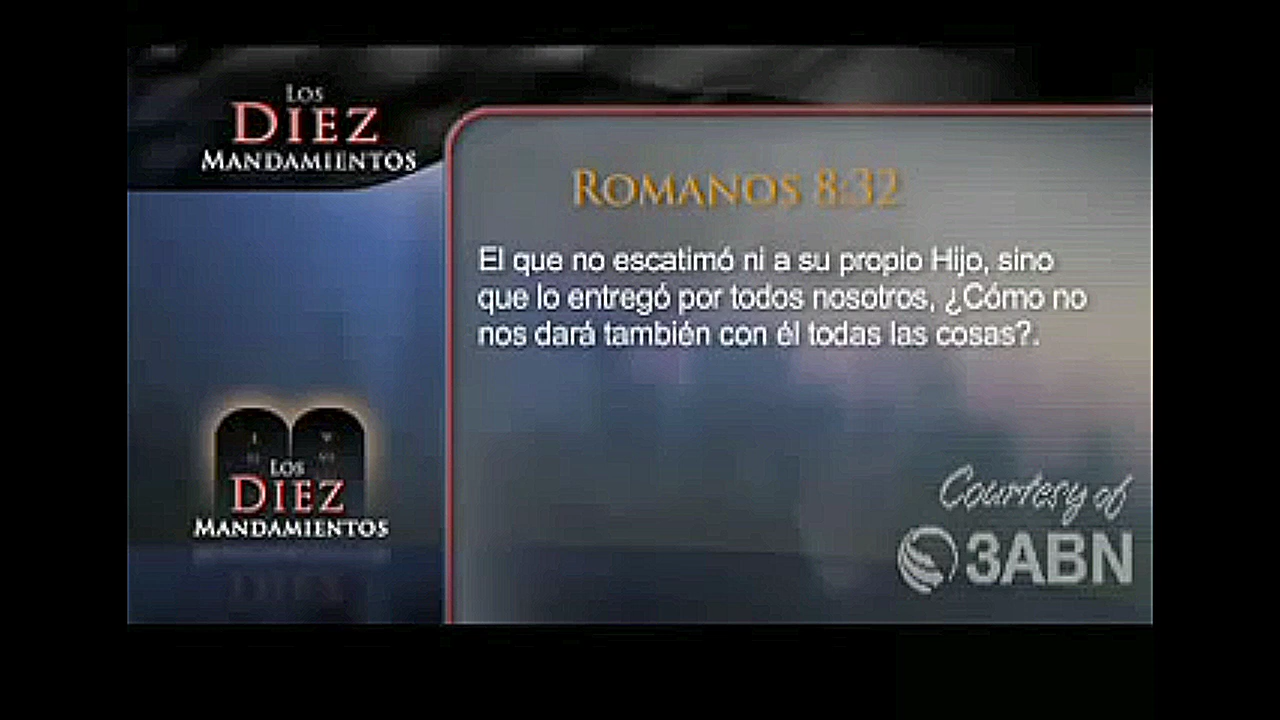 LOS
DIEZ
MANDAMIENTOS
ROMANOS 8:32
El que no escatimó ni a su propio Hijo, sino
que lo entregó por todos nosotros, ¿Cómo no
nos dará también con él todas las cosas?.
LOS
DIEZ
MANDAMIENTOS
Courtesy of
3ABN